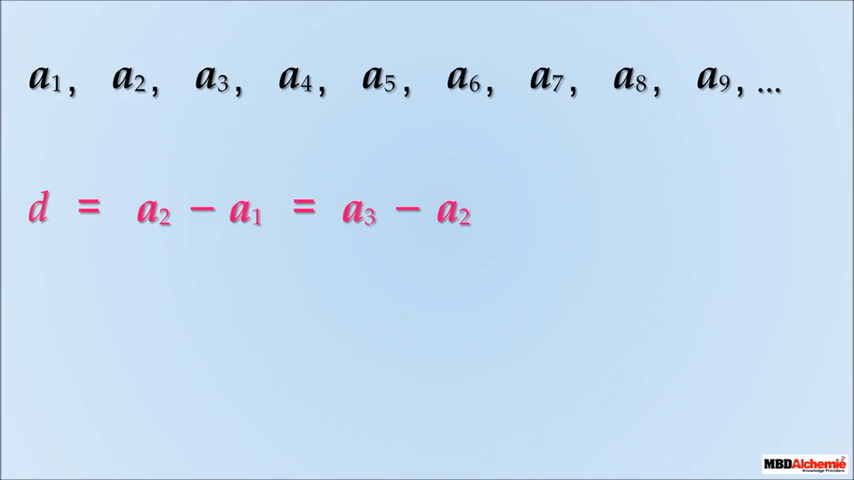 a₁, a₂, a₃, a₄, a₅, a₆, a₇, a₈, a₉, ...
d = a₂ − a₁ = a₃ − a₂
MBDAlchemie
Knowledge Providers